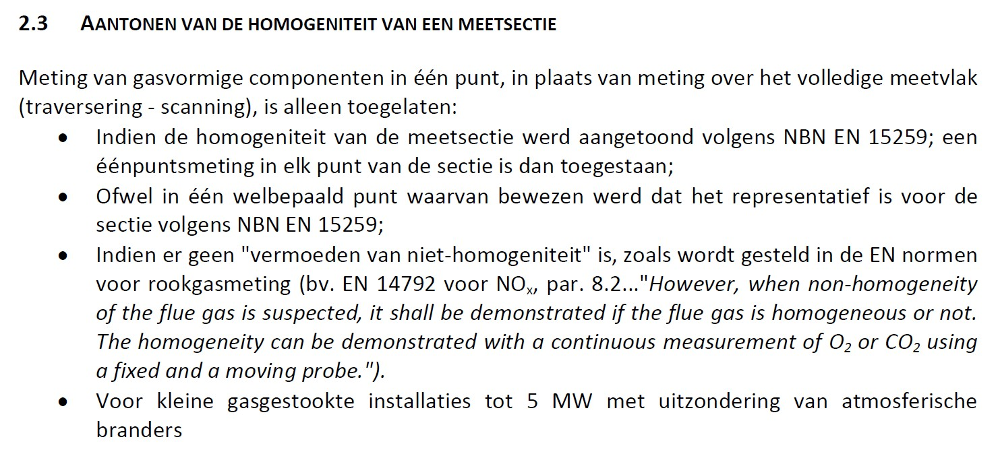 2.3 AANTONEN VAN DE HOMOGENITEIT VAN EEN MEETSECTIE
Meting van gasvormige componenten in één punt, in plaats van meting over het volledige meetvlak
(traversering - scanning), is alleen toegelaten:
• Indien de homogeniteit van de meetsectie werd aangetoond volgens NBN EN 15259; een
éénpuntsmeting in elk punt van de sectie is dan toegestaan;
• Ofwel in één welbepaald punt waarvan bewezen werd dat het representatief is voor de
sectie volgens NBN EN 15259;
• Indien er geen "vermoeden van niet-homogeniteit" is, zoals wordt gesteld in de EN normen
voor rookgasmeting (bv. EN 14792 voor NOₓ, par. 8.2..."However, when non-homogeneity
of the flue gas is suspected, it shall be demonstrated if the flue gas is homogeneous or not.
The homogeneity can be demonstrated with a continuous measurement of O₂ or CO₂ using
a fixed and a moving probe.").
• Voor kleine gasgestookte installaties tot 5 MW met uitzondering van atmosferische
branders